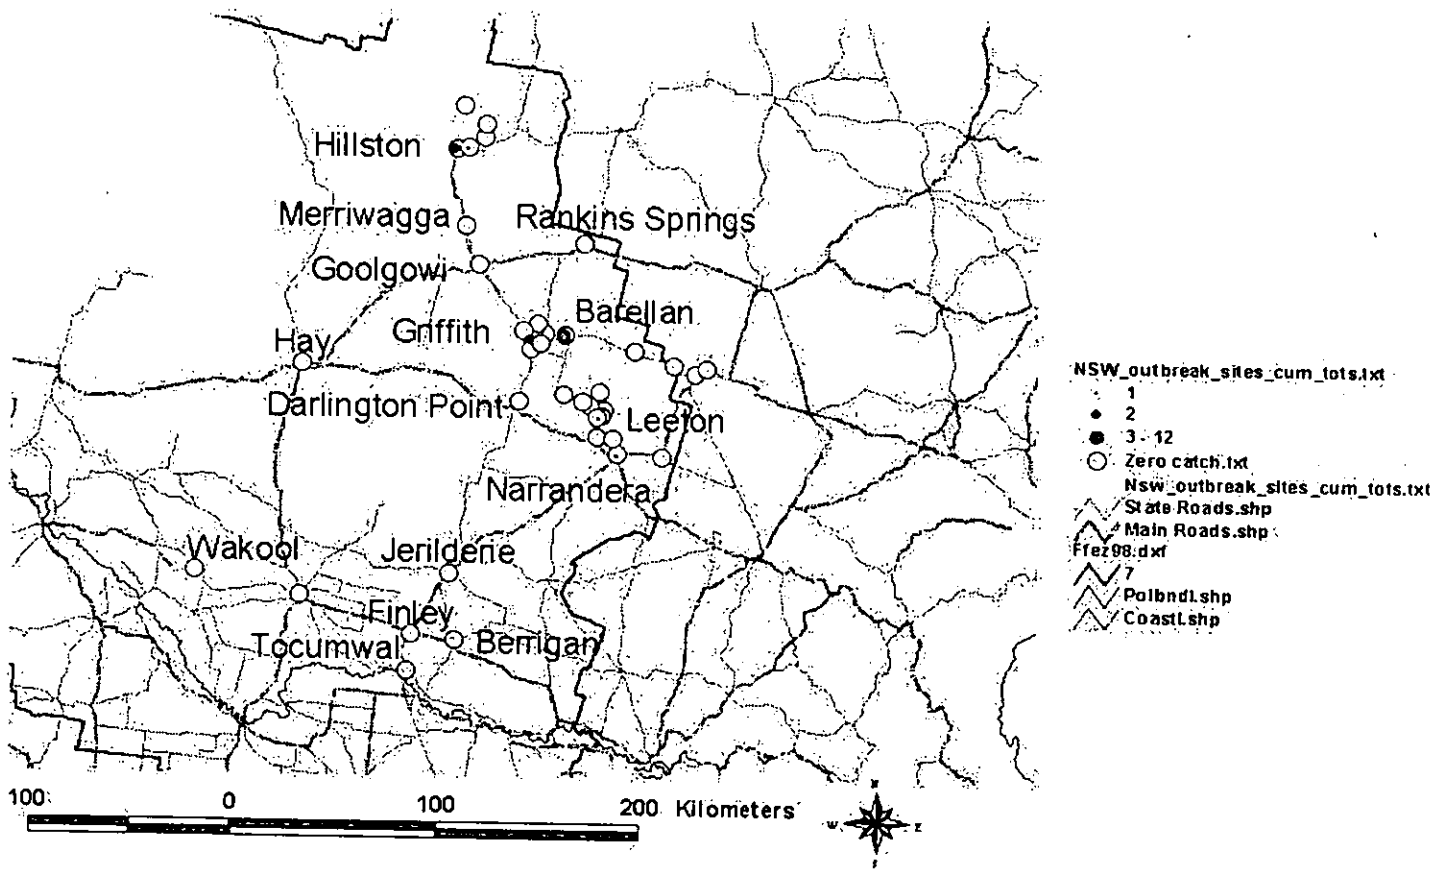 Hillston
Merriwagga
Rankins Springs
Goolgowi
Griffith
Barellan
Hay
Darlington Point
Leeton
Narrandera
Wakool
Jerilderie
Finley
Tocumwal
Berrigan
NSW_outbreak_sites_cum_tots.txt
1
2
3 - 12
Zero catch.txt
Nsw_outbreak_sites_cum_tots.txt
State Roads.shp
Main Roads.shp
Ffez98.dxf
7
Polbndl.shp
Coastl.shp
100 0 100 200 Kilometers
W